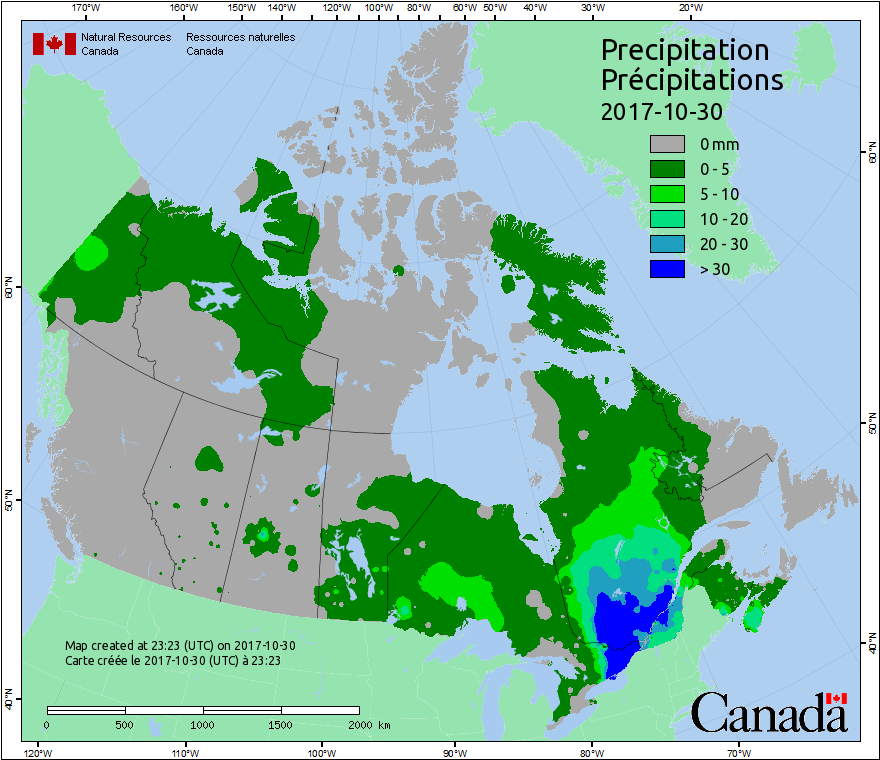 170°W 160°W 150°W 140°W 120°W 100°W 80°W 60°W 50°W 40°W 30°W 20°W
Natural Resources Ressources naturelles
Canada Canada
Precipitation
Précipitations
2017-10-30
0 mm
0 - 5
5 - 10
10 - 20
20 - 30
> 30
60°N
60°N
50°N
50°N
40°N
40°N
Map created at 23:23 (UTC) on 2017-10-30
Carte créée le 2017-10-30 (UTC) à 23:23
0 500 1000 1500 2000 km
Canada
120°W 110°W 100°W 90°W 80°W 70°W